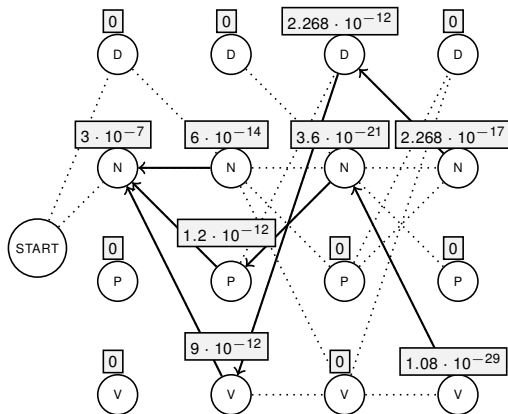 0 0 2.268 · 10⁻¹² 0
D D D D
3 · 10⁻⁷ 6 · 10⁻¹⁴ 3.6 · 10⁻²¹ 2.268 · 10⁻¹⁷
N N N N
1.2 · 10⁻¹²
START
0 0 0
P P P P
0 9 · 10⁻¹² 0 1.08 · 10⁻²⁹
V V V V